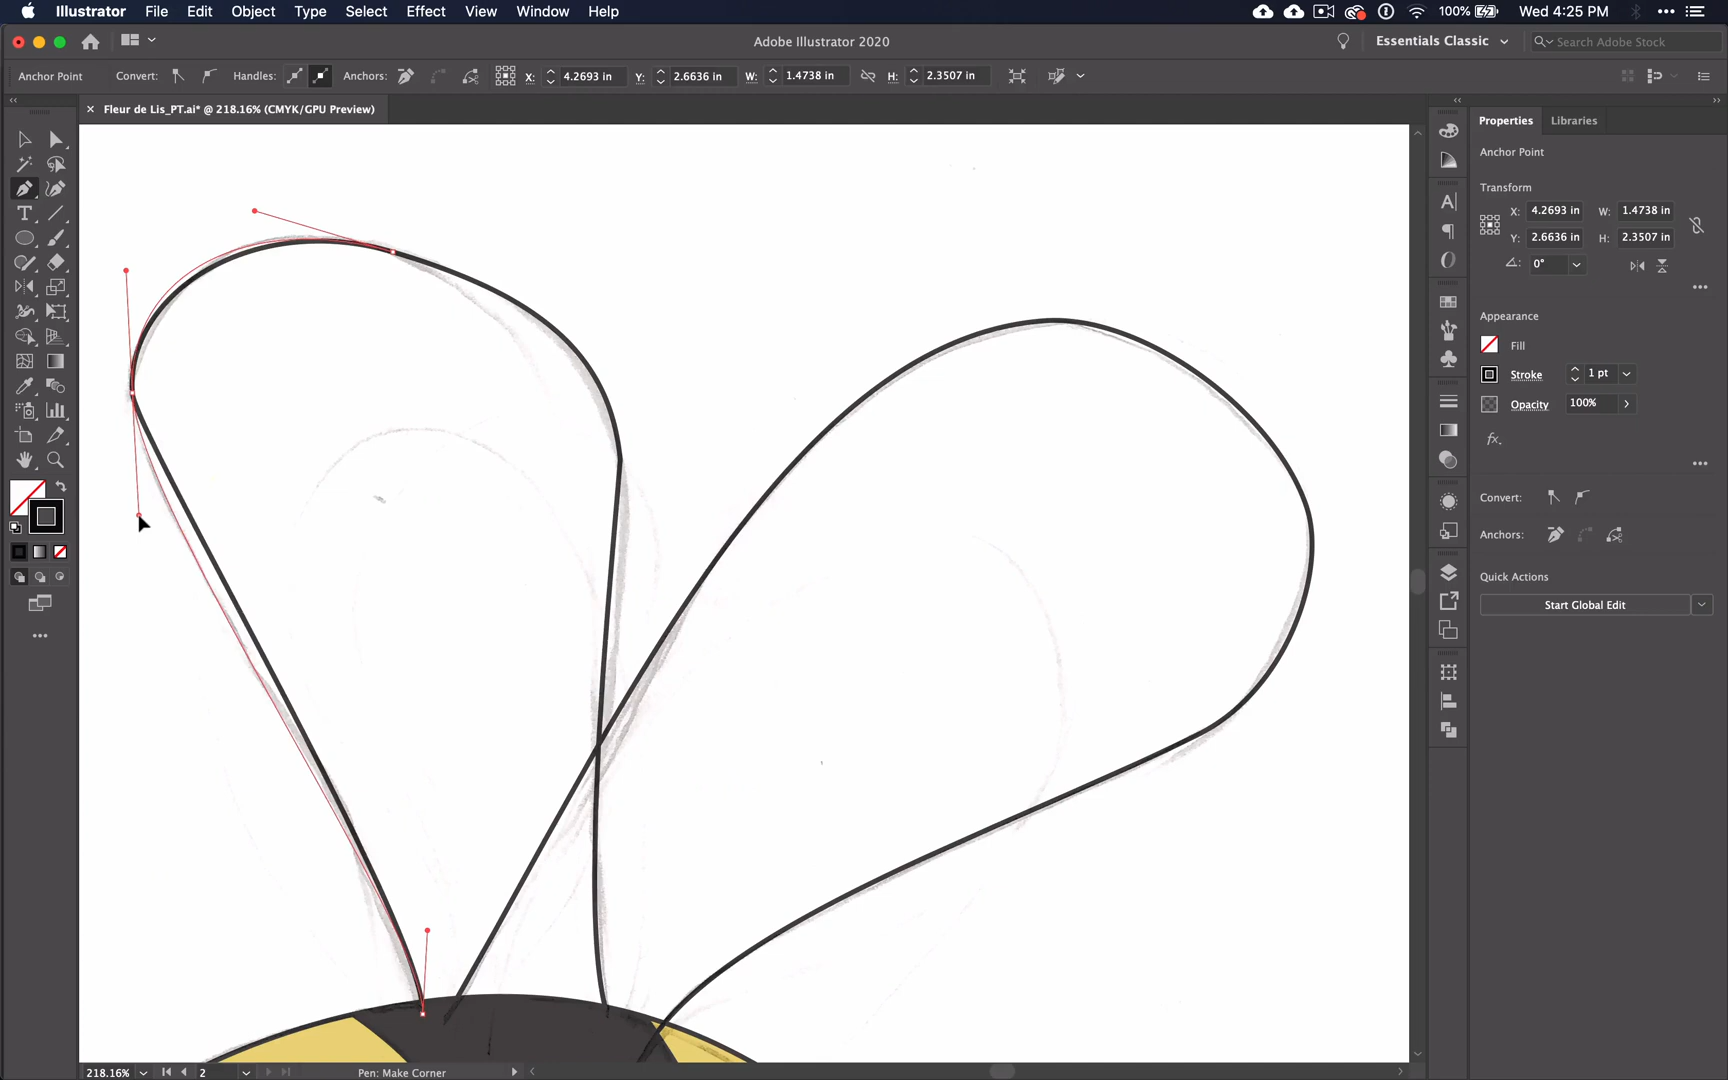 Illustrator File Edit Object Type Select Effect View Window Help 100% Wed 4:25 PM
Adobe Illustrator 2020 Essentials Classic Search Adobe Stock
Anchor Point Convert: Handles: Anchors: X: 4.2693 in Y: 2.6636 in W: 1.4738 in H: 2.3507 in
Fleur de Lis_PT.ai* @ 218.16% (CMYK/GPU Preview)
Properties Libraries
Anchor Point
Transform
X: 4.2693 in W: 1.4738 in
Y: 2.6636 in H: 2.3507 in
0°
Appearance
Fill
Stroke 1 pt
Opacity 100%
fx.
Convert:
Anchors:
Quick Actions
Start Global Edit
218.16% 2 Pen: Make Corner